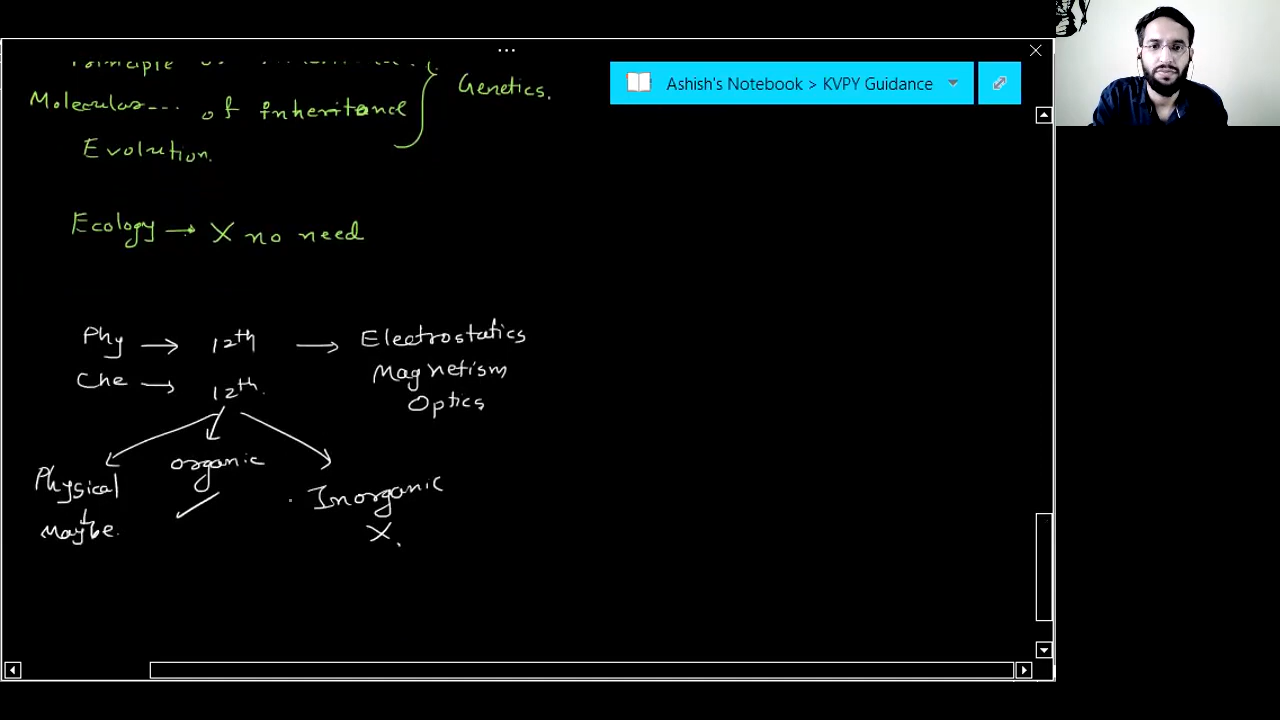 Principle
Molecular... of inheritance
Genetics.
Evolution.
Ashish's Notebook > KVPY Guidance
Ecology → X no need
Phy → 12th → Electrostatics
Magnetism
Optics
Che → 12th.
Physical
Maybe.
organic
Inorganic
X.